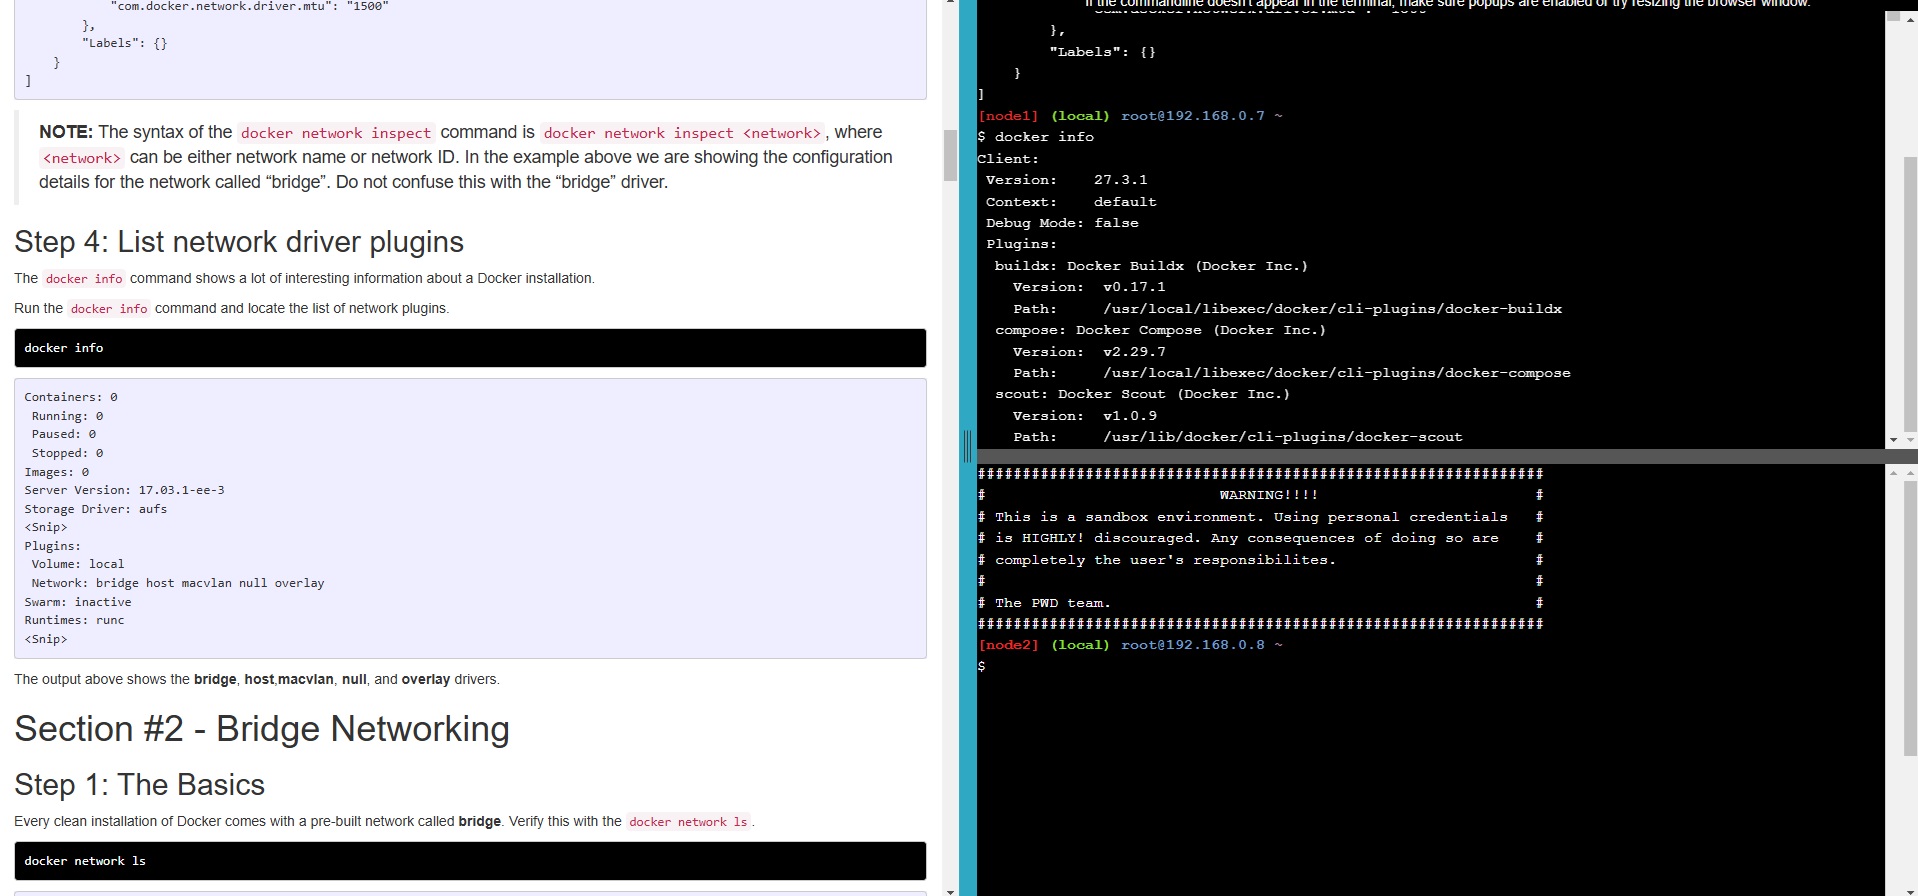 "com.docker.network.driver.mtu": "1500"
},
"Labels": {}
}
]
NOTE: The syntax of the docker network inspect command is docker network inspect <network>, where
<network> can be either network name or network ID. In the example above we are showing the configuration
details for the network called “bridge”. Do not confuse this with the “bridge” driver.
Step 4: List network driver plugins
The docker info command shows a lot of interesting information about a Docker installation.
Run the docker info command and locate the list of network plugins.
docker info
Containers: 0
Running: 0
Paused: 0
Stopped: 0
Images: 0
Server Version: 17.03.1-ee-3
Storage Driver: aufs
<Snip>
Plugins:
Volume: local
Network: bridge host macvlan null overlay
Swarm: inactive
Runtimes: runc
<Snip>
The output above shows the bridge, host,macvlan, null, and overlay drivers.
Section #2 - Bridge Networking
Step 1: The Basics
Every clean installation of Docker comes with a pre-built network called bridge. Verify this with the docker network ls.
docker network ls
If the commandline doesn't appear in the terminal, make sure popups are enabled or try resizing the browser window.
},
"Labels": {}
}
]
[node1] (local) root@192.168.0.7 ~
$ docker info
Client:
Version:    27.3.1
Context:    default
Debug Mode: false
Plugins:
buildx: Docker Buildx (Docker Inc.)
Version:  v0.17.1
Path:     /usr/local/libexec/docker/cli-plugins/docker-buildx
compose: Docker Compose (Docker Inc.)
Version:  v2.29.7
Path:     /usr/local/libexec/docker/cli-plugins/docker-compose
scout: Docker Scout (Docker Inc.)
Version:  v1.0.9
Path:     /usr/lib/docker/cli-plugins/docker-scout
###############################################################
# WARNING!!!! #
# This is a sandbox environment. Using personal credentials #
# is HIGHLY! discouraged. Any consequences of doing so are #
# completely the user's responsibilites. #
# #
# The PWD team. #
###############################################################
[node2] (local) root@192.168.0.8 ~
$